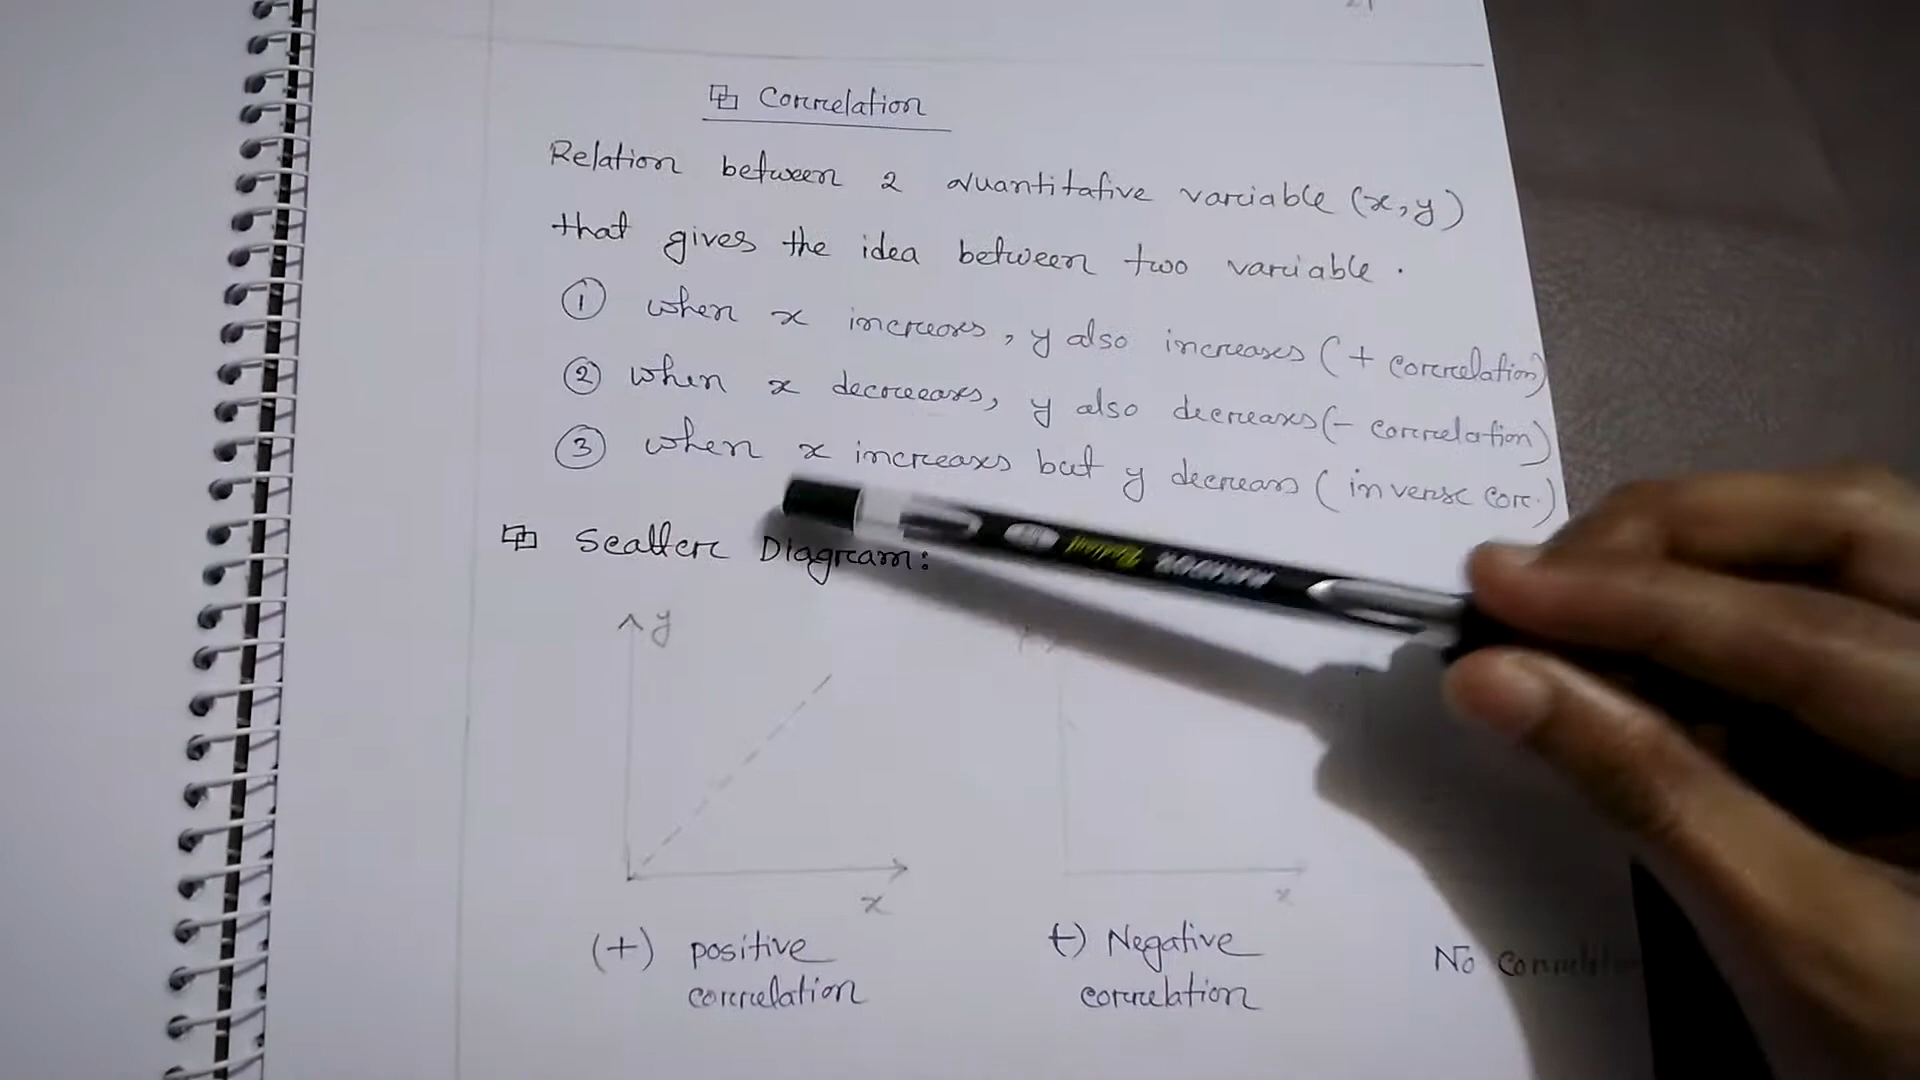 Correlation
Relation between 2 quantitative variable (x, y)
that gives the idea between two variable.
① when x increases, y also increases (+ correlation)
② when x decreases, y also decreases (- correlation)
③ when x increases but y decreases (inverse corr.)
Scatter Diagram:
y
x
x
(+) positive correlation
(-) Negative correlation
No